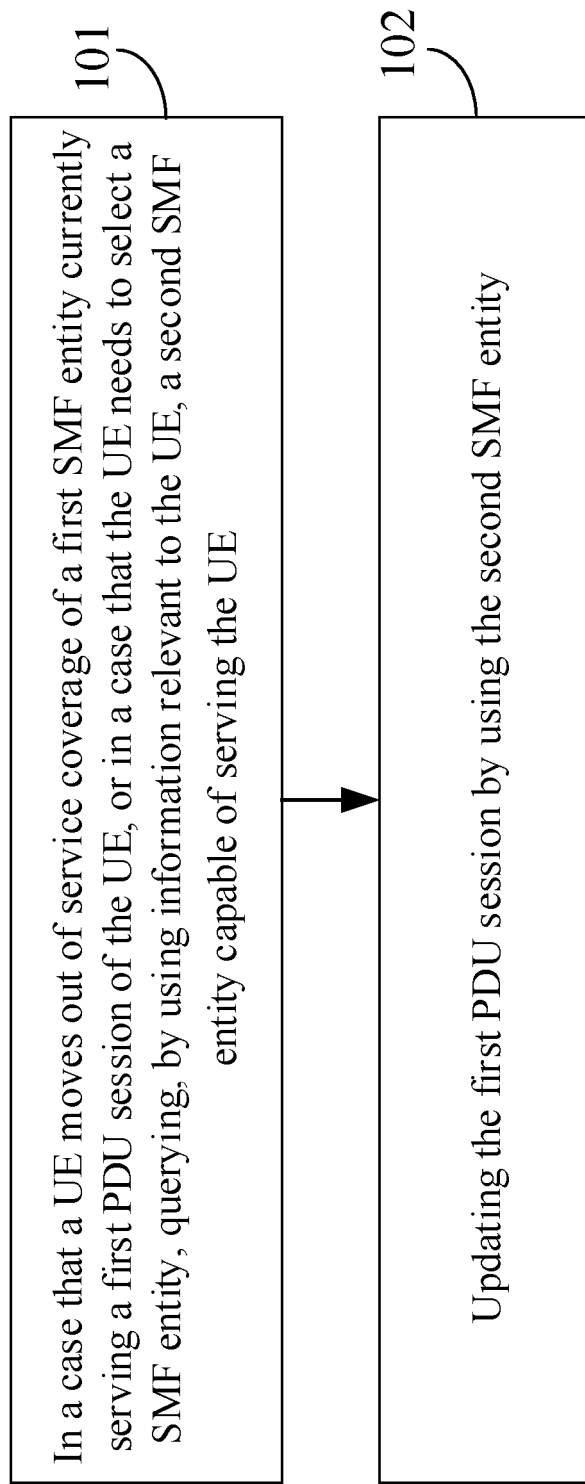 101
In a case that a UE moves out of service coverage of a first SMF entity currently
serving a first PDU session of the UE, or in a case that the UE needs to select a
SMF entity, querying, by using information relevant to the UE, a second SMF
entity capable of serving the UE
102
Updating the first PDU session by using the second SMF entity